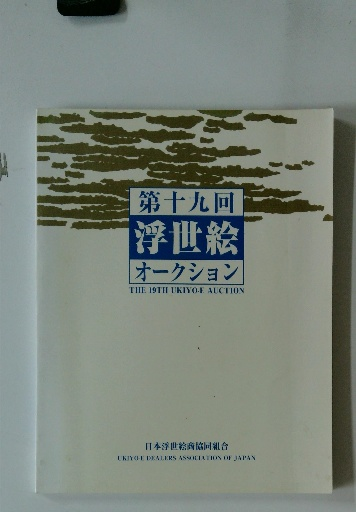 第十九回
浮世絵
オークション
THE 19TH UKIYO-E AUCTION
日本浮世絵商協同組合
UKIYO-E DEALERS ASSOCIATION OF JAPAN